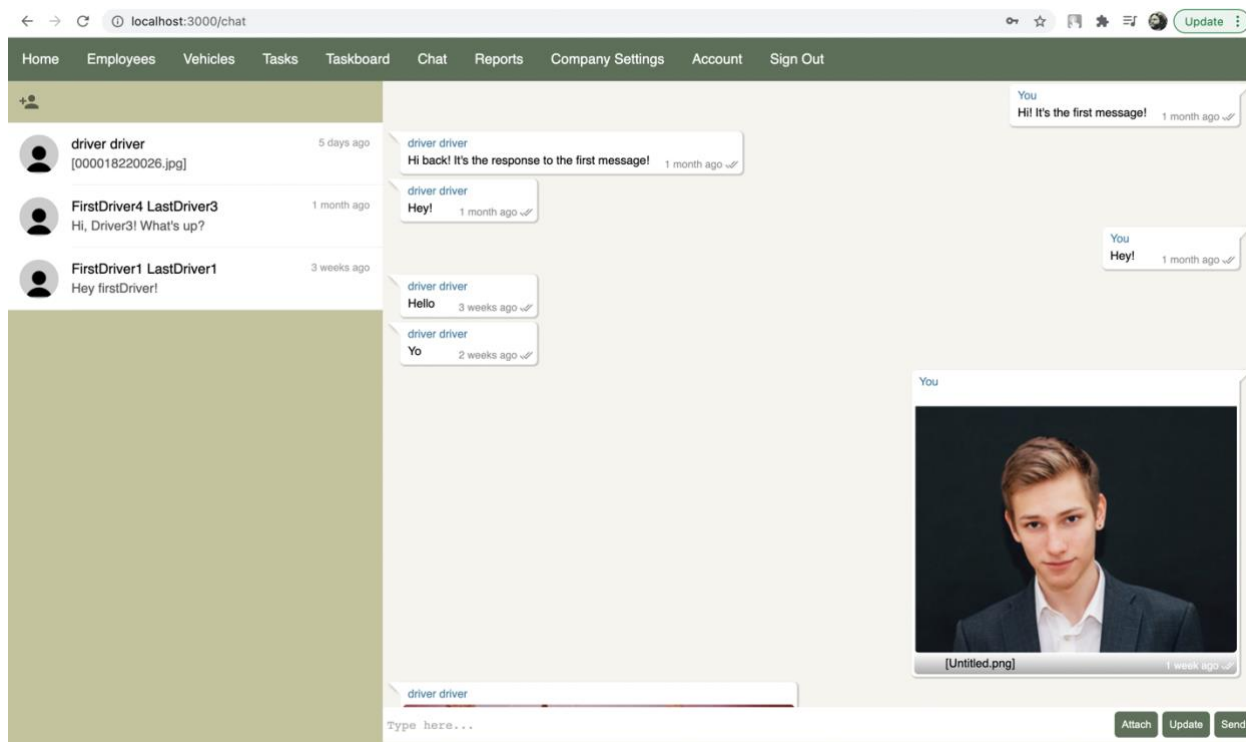 localhost:3000/chat
Update
Home Employees Vehicles Tasks Taskboard Chat Reports Company Settings Account Sign Out
driver driver 5 days ago
[000018220026.jpg]
FirstDriver4 LastDriver3 1 month ago
Hi, Driver3! What's up?
FirstDriver1 LastDriver1 3 weeks ago
Hey firstDriver!
You
Hi! It's the first message! 1 month ago
driver driver
Hi back! It's the response to the first message! 1 month ago
driver driver
Hey! 1 month ago
You
Hey! 1 month ago
driver driver
Hello 3 weeks ago
driver driver
Yo 2 weeks ago
You
[Untitled.png] 1 week ago
driver driver
Type here...
Attach Update Send